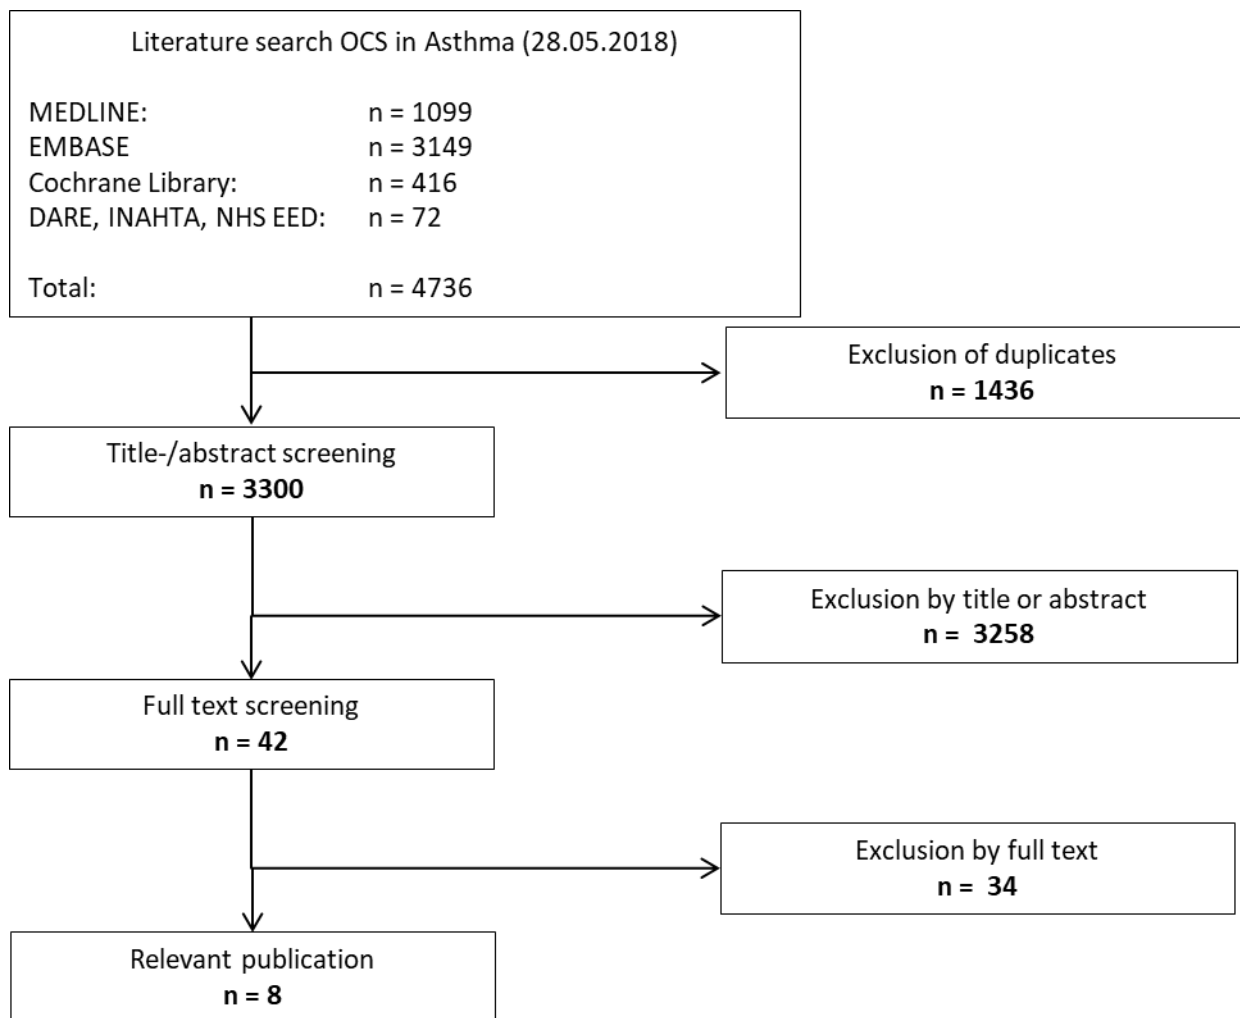 Literature search OCS in Asthma (28.05.2018)
MEDLINE: n = 1099
EMBASE n = 3149
Cochrane Library: n = 416
DARE, INAHTA, NHS EED: n = 72
Total: n = 4736
Exclusion of duplicates
n = 1436
Title-/abstract screening
n = 3300
Exclusion by title or abstract
n = 3258
Full text screening
n = 42
Exclusion by full text
n = 34
Relevant publication
n = 8